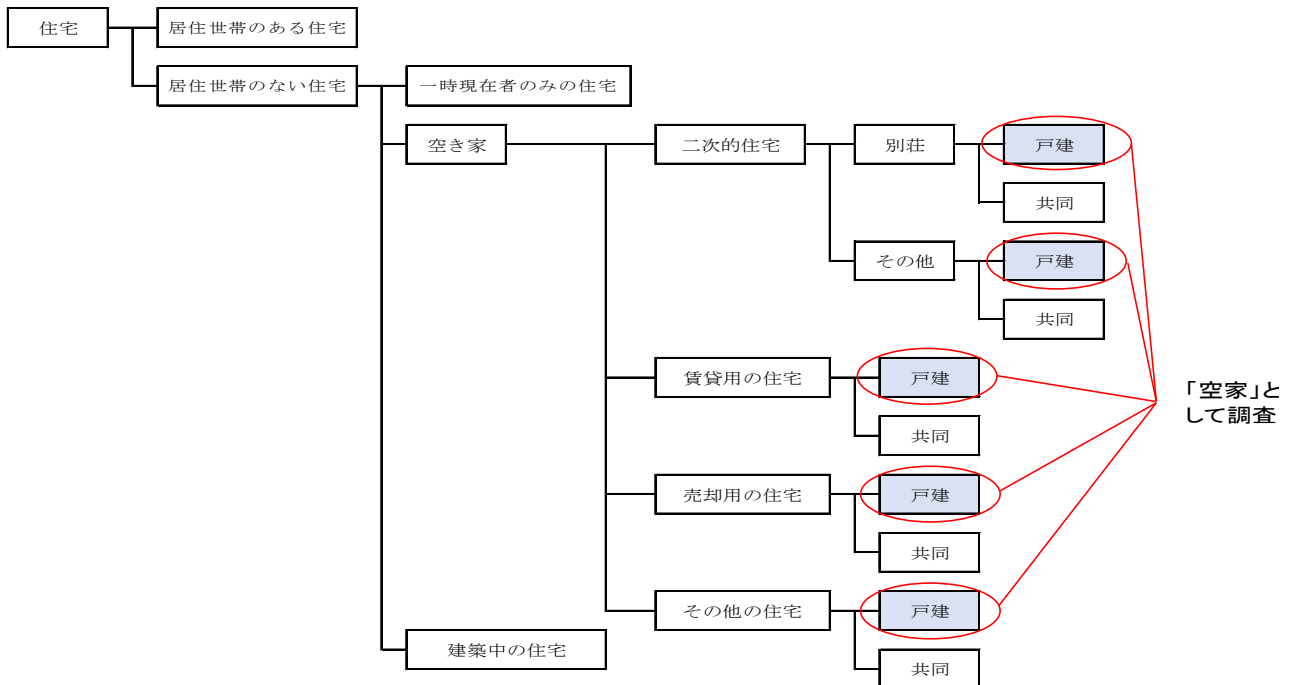 住宅
居住世帯のある住宅
居住世帯のない住宅
一時現在者のみの住宅
空き家
二次的住宅
別荘
戸建
共同
その他
戸建
共同
賃貸用の住宅
戸建
共同
「空家」と
して調査
売却用の住宅
戸建
共同
その他の住宅
戸建
共同
建築中の住宅